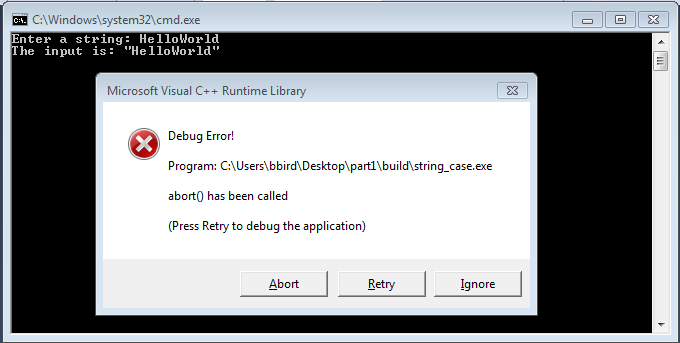 C:\Windows\system32\cmd.exe
Enter a string: HelloWorld
The input is: "HelloWorld"
Microsoft Visual C++ Runtime Library
Debug Error!
Program: C:\Users\bbird\Desktop\part1\build\string_case.exe
abort() has been called
(Press Retry to debug the application)
Abort Retry Ignore